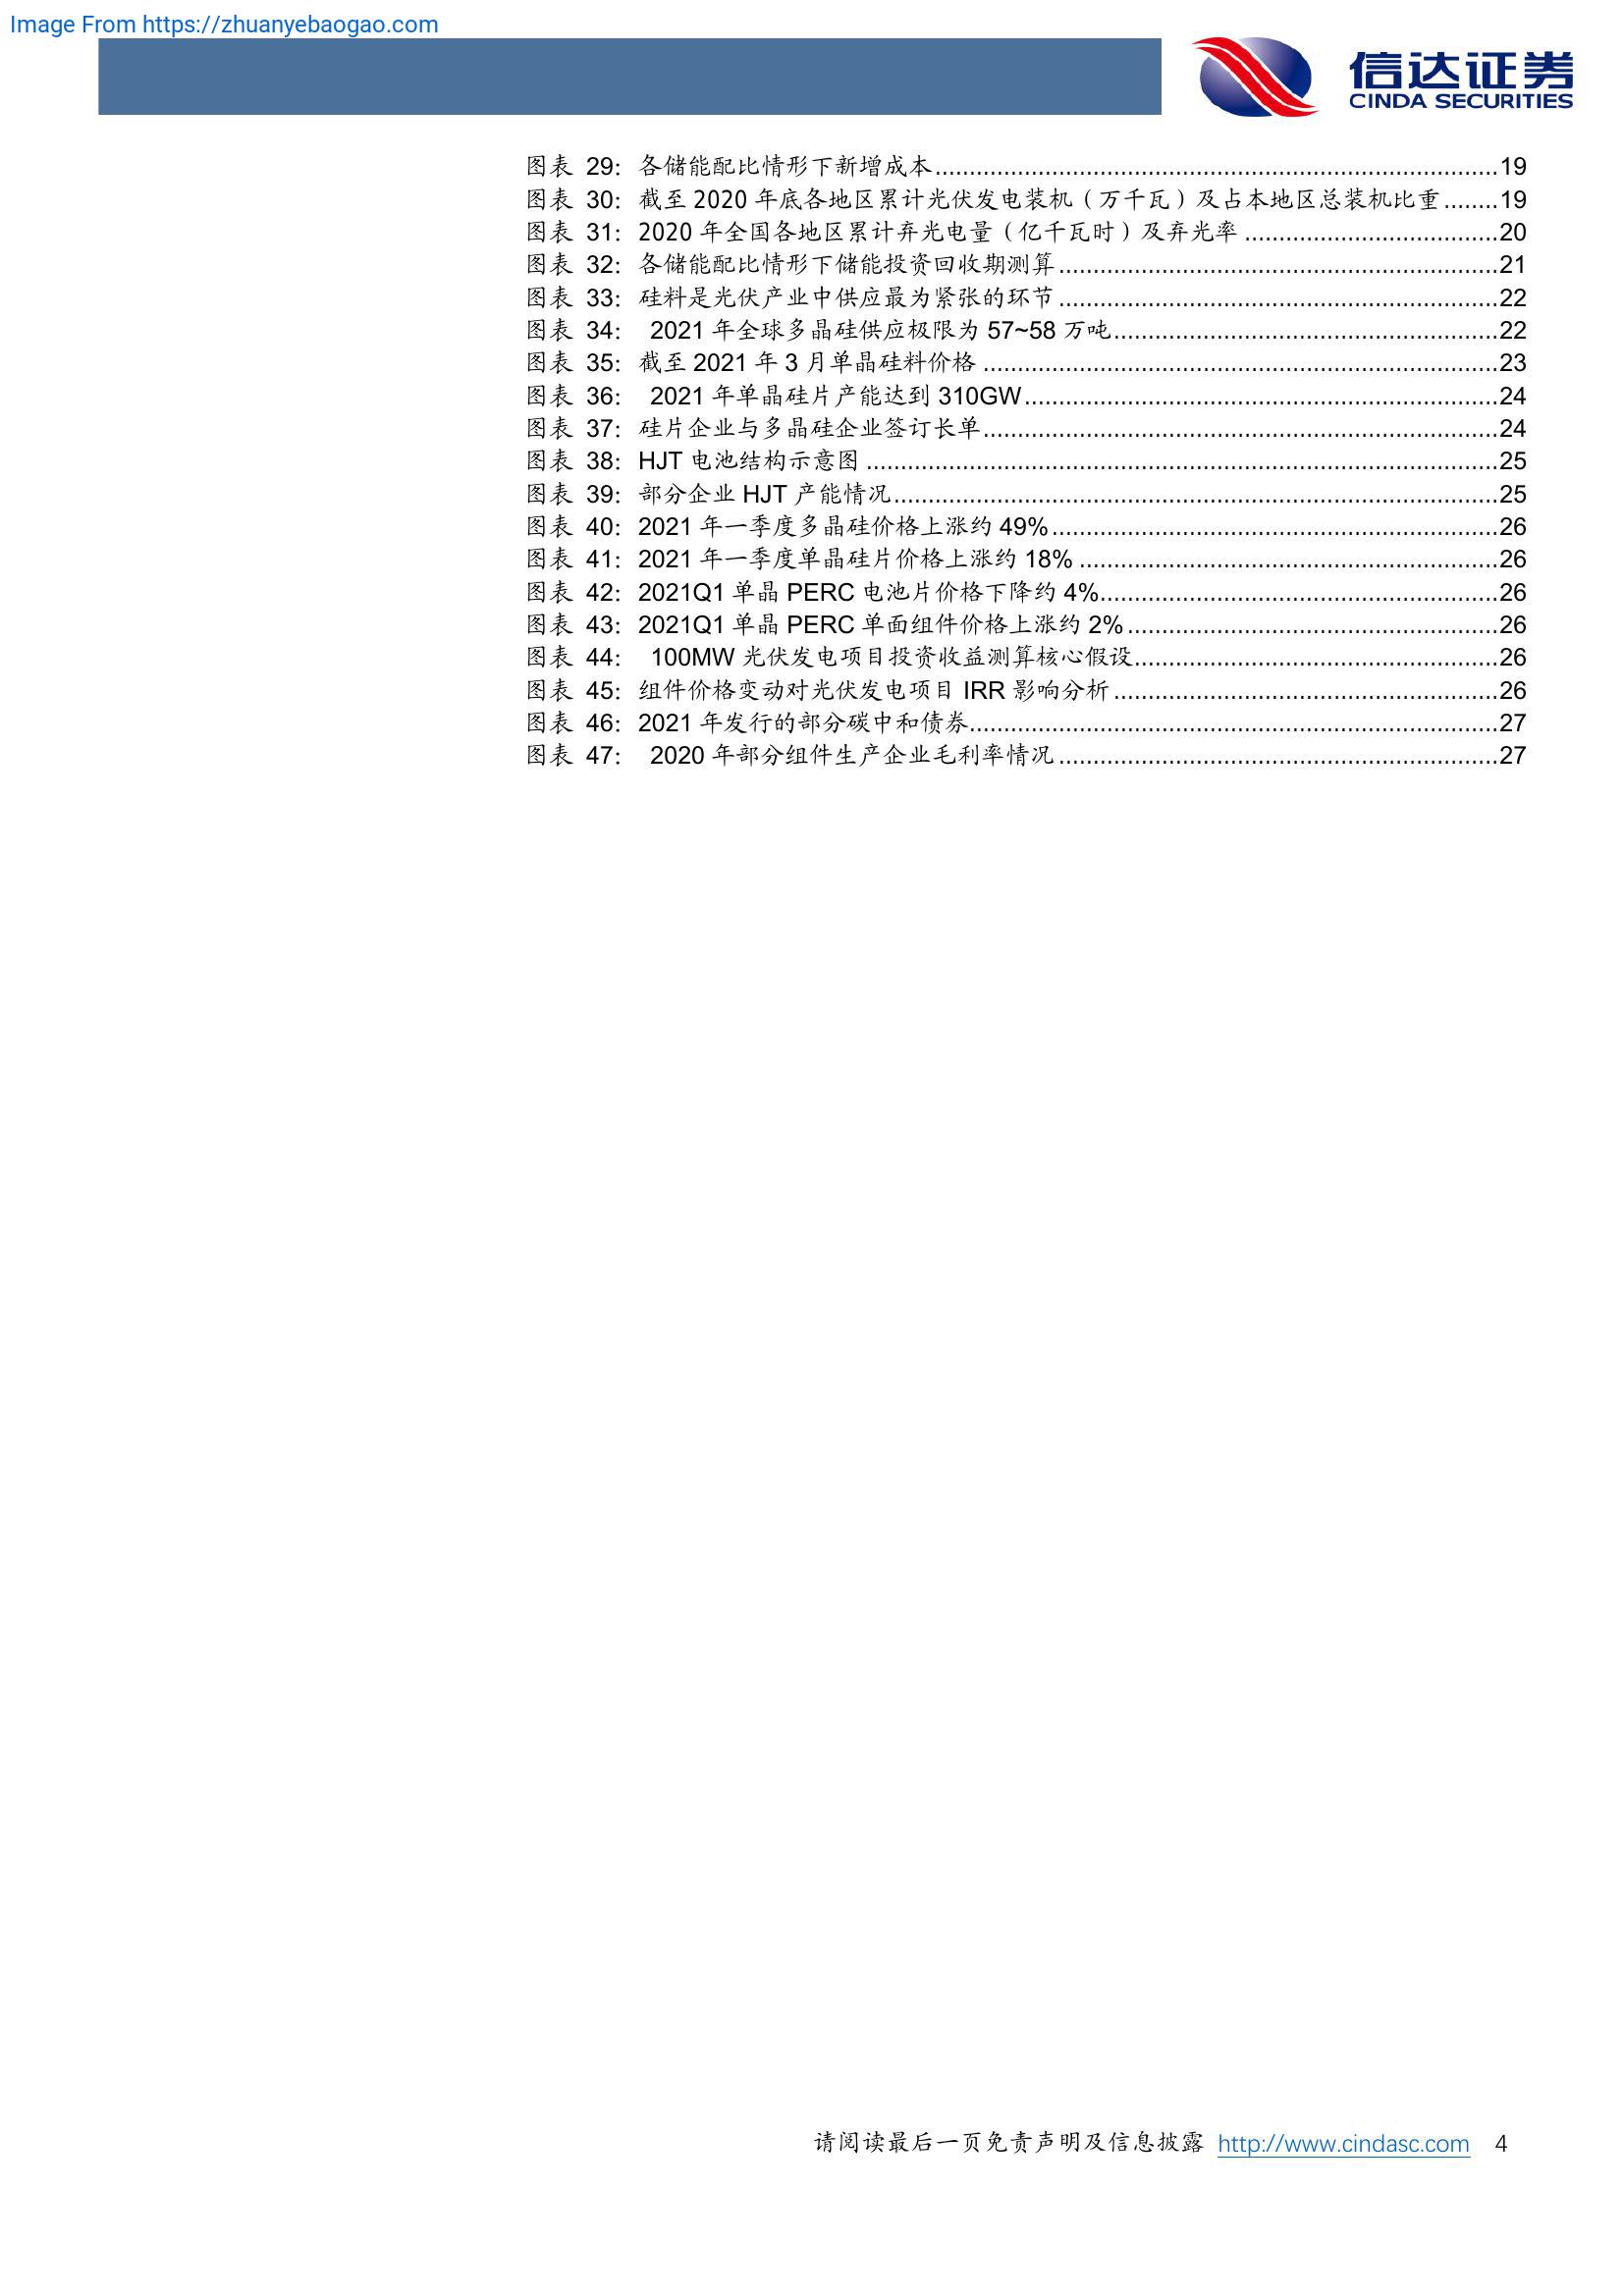 Image From https://zhuanyebaogao.com
信达证券
CINDA SECURITIES
图表 29：各储能配比情形下新增成本....................19
图表 30：截至 2020 年底各地区累计光伏发电装机（万千瓦）及占本地区总装机比重........19
图表 31：2020 年全国各地区累计弃光电量（亿千瓦时）及弃光率....................20
图表 32：各储能配比情形下储能投资回收期测算....................21
图表 33：硅料是光伏产业中供应最为紧张的环节....................22
图表 34： 2021 年全球多晶硅供应极限为 57~58 万吨....................22
图表 35：截至 2021 年 3 月单晶硅料价格....................23
图表 36： 2021 年单晶硅片产能达到 310GW....................24
图表 37：硅片企业与多晶硅企业签订长单....................24
图表 38：HJT 电池结构示意图....................25
图表 39：部分企业 HJT 产能情况....................25
图表 40：2021 年一季度多晶硅价格上涨约 49%....................26
图表 41：2021 年一季度单晶硅片价格上涨约 18%....................26
图表 42：2021Q1 单晶 PERC 电池片价格下降约 4%....................26
图表 43：2021Q1 单晶 PERC 单面组件价格上涨约 2%....................26
图表 44： 100MW 光伏发电项目投资收益测算核心假设....................26
图表 45：组件价格变动对光伏发电项目 IRR 影响分析....................26
图表 46：2021 年发行的部分碳中和债券....................27
图表 47： 2020 年部分组件生产企业毛利率情况....................27
请阅读最后一页免责声明及信息披露 http://www.cindasc.com 4